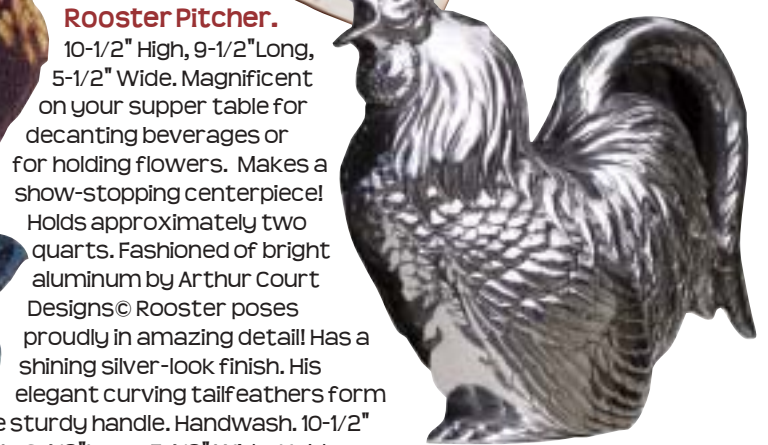 Rooster Pitcher.
10-1/2" High, 9-1/2"Long,
5-1/2" Wide. Magnificent
on your supper table for
decanting beverages or
for holding flowers.  Makes a
show-stopping centerpiece!
Holds approximately two
quarts. Fashioned of bright
aluminum by Arthur Court
Designs© Rooster poses
proudly in amazing detail! Has a
shining silver-look finish. His
elegant curving tailfeathers form
sturdy handle. Handwash. 10-1/2"